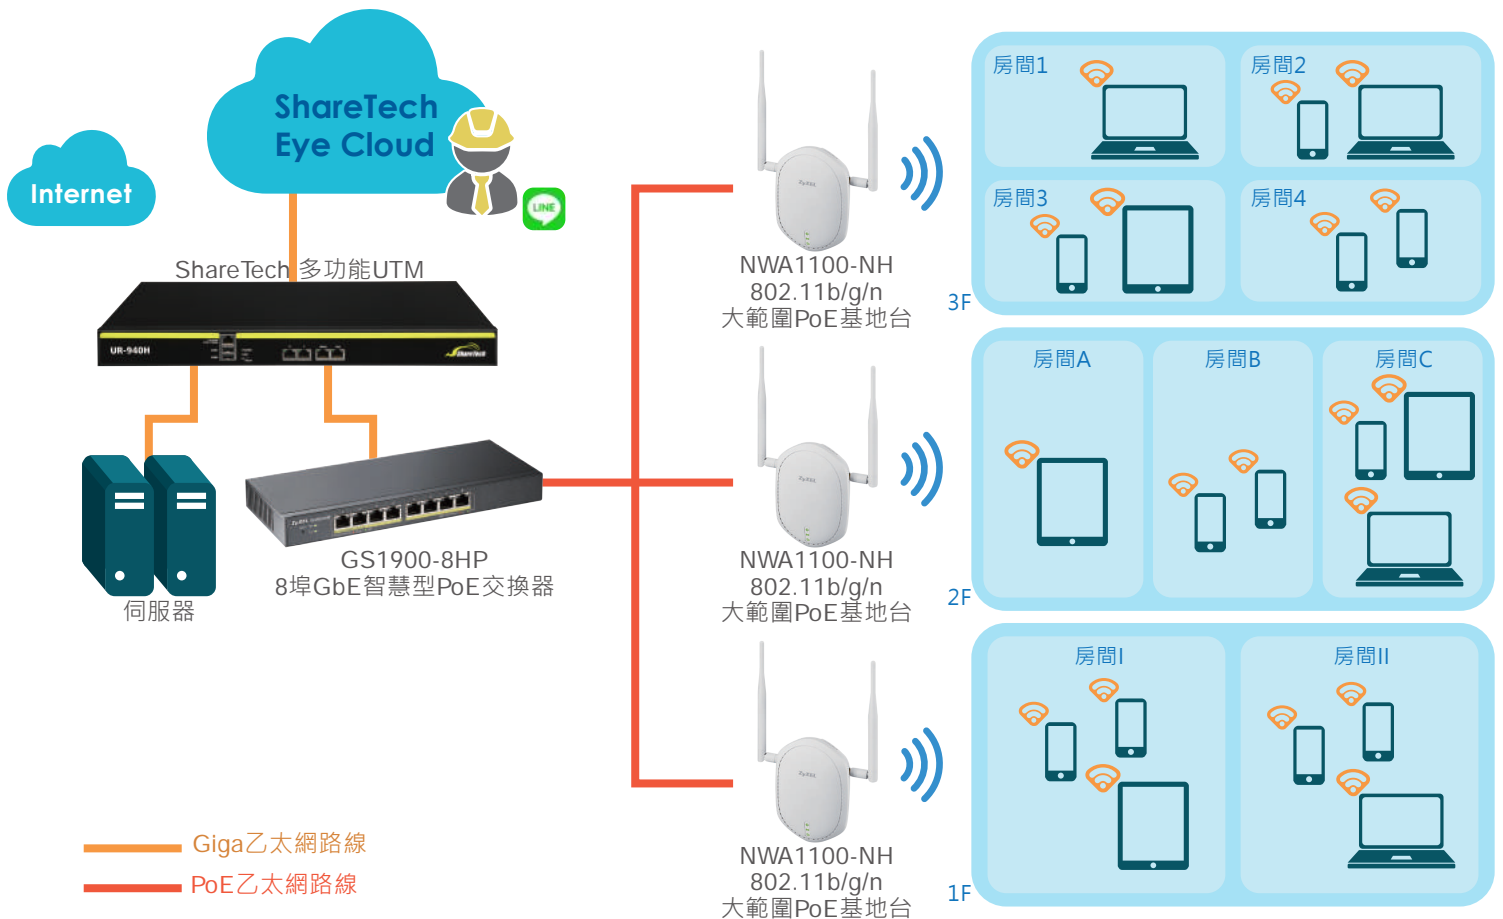 ShareTech
Eye Cloud
Internet
LINE
ShareTech 多功能UTM
UR-940H
ShareTech
伺服器
ZyXEL
GS1900-8HP
8埠GbE智慧型PoE交換器
Giga乙太網路線
PoE乙太網路線
ZyXEL
NWA1100-NH
802.11b/g/n
大範圍PoE基地台
ZyXEL
NWA1100-NH
802.11b/g/n
大範圍PoE基地台
ZyXEL
NWA1100-NH
802.11b/g/n
大範圍PoE基地台
3F
房間1
房間2
房間3
房間4
2F
房間A
房間B
房間C
1F
房間I
房間II